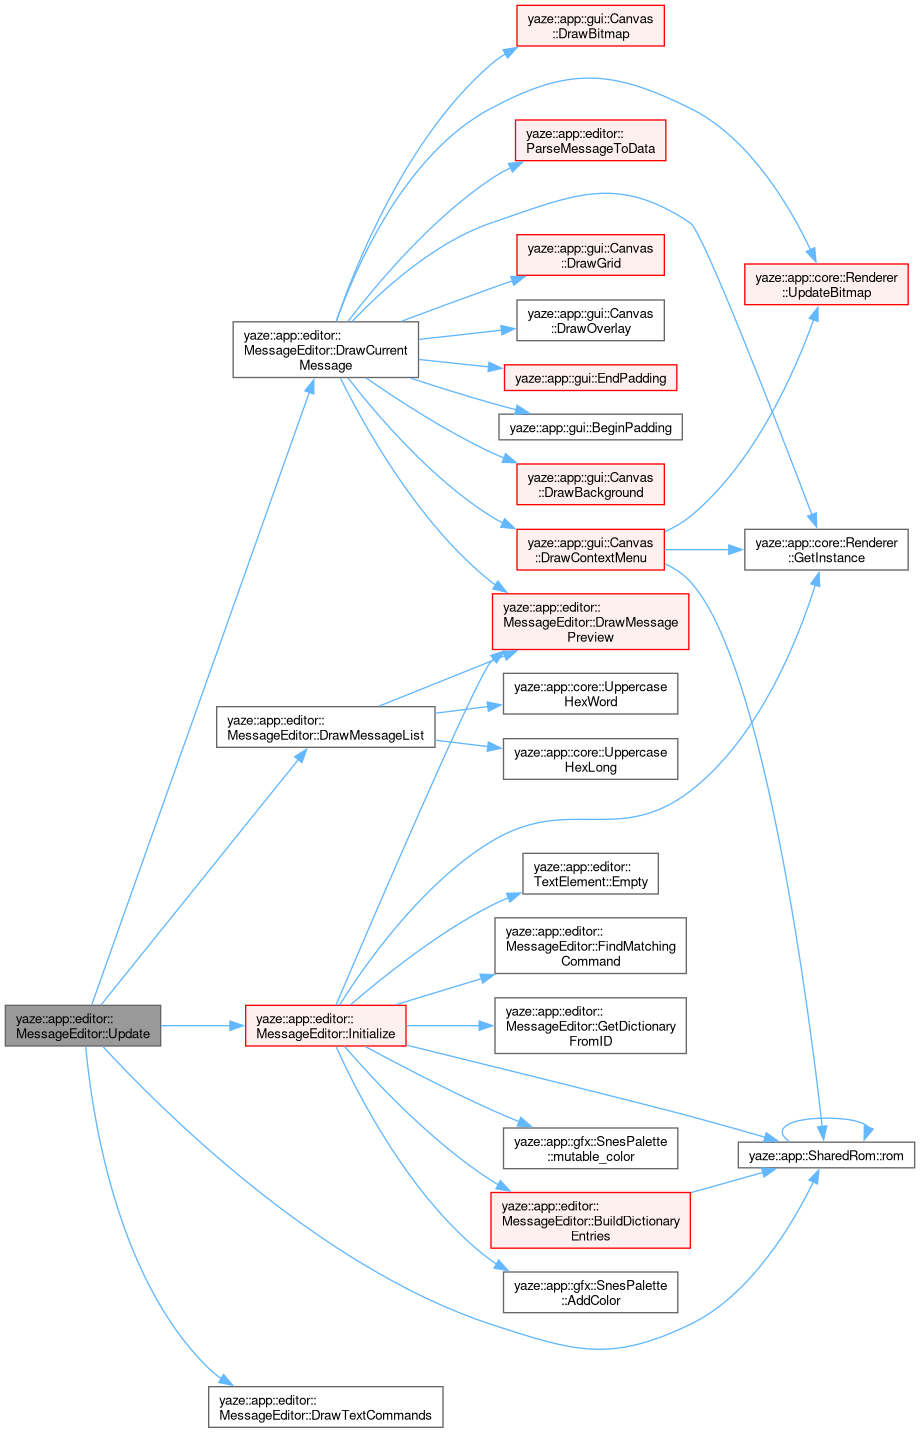 yaze::app::gui::Canvas
::DrawBitmap
yaze::app::editor::
ParseMessageToData
yaze::app::gui::Canvas
::DrawGrid
yaze::app::core::Renderer
::UpdateBitmap
yaze::app::gui::Canvas
::DrawOverlay
yaze::app::editor::
MessageEditor::DrawCurrent
Message
yaze::app::gui::EndPadding
yaze::app::gui::BeginPadding
yaze::app::gui::Canvas
::DrawBackground
yaze::app::gui::Canvas
::DrawContextMenu
yaze::app::core::Renderer
::GetInstance
yaze::app::editor::
MessageEditor::DrawMessage
Preview
yaze::app::core::Uppercase
HexWord
yaze::app::editor::
MessageEditor::DrawMessageList
yaze::app::core::Uppercase
HexLong
yaze::app::editor::
TextElement::Empty
yaze::app::editor::
MessageEditor::FindMatching
Command
yaze::app::editor::
MessageEditor::Update
yaze::app::editor::
MessageEditor::Initialize
yaze::app::editor::
MessageEditor::GetDictionary
FromID
yaze::app::gfx::SnesPalette
::mutable_color
yaze::app::SharedRom::rom
yaze::app::editor::
MessageEditor::BuildDictionary
Entries
yaze::app::gfx::SnesPalette
::AddColor
yaze::app::editor::
MessageEditor::DrawTextCommands